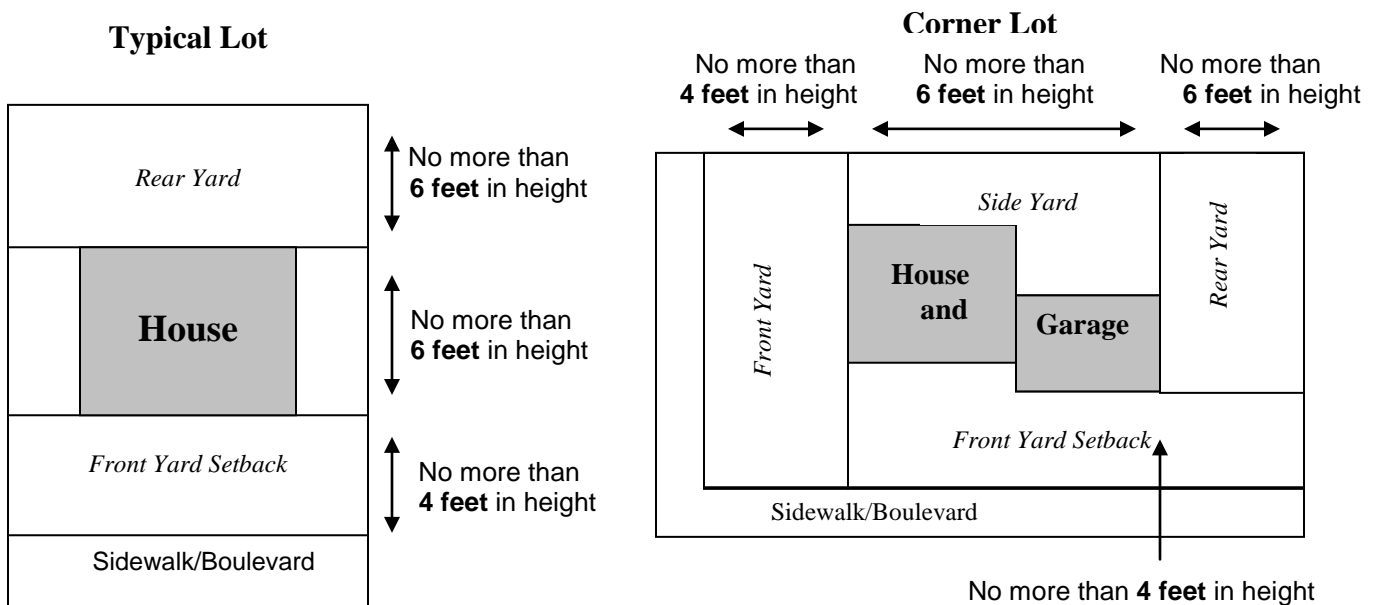 Typical Lot
Rear Yard
No more than
6 feet in height
House
No more than
6 feet in height
Front Yard Setback
No more than
4 feet in height
Sidewalk/Boulevard
Corner Lot
No more than
4 feet in height
No more than
6 feet in height
No more than
6 feet in height
Front Yard
Side Yard
House
and
Garage
Rear Yard
Front Yard Setback
Sidewalk/Boulevard
No more than 4 feet in height